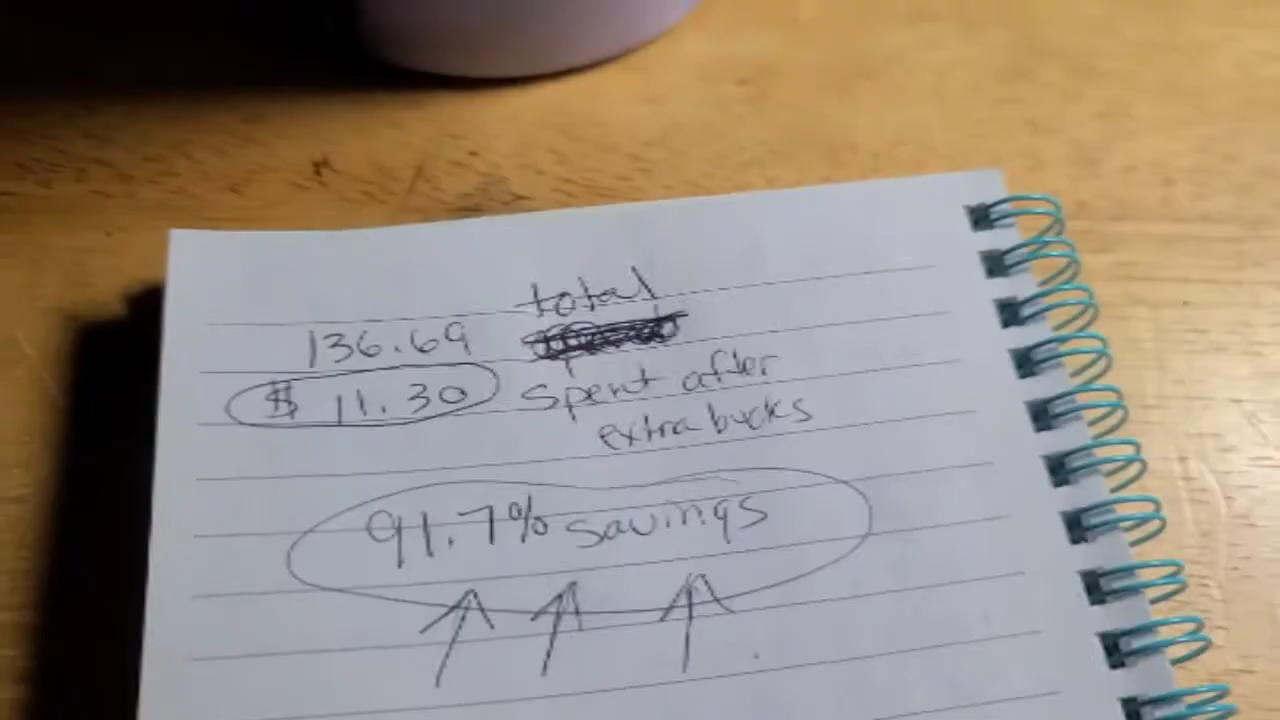 total
136.69
$ 11.30 spent after
extra bucks
91.7% savings